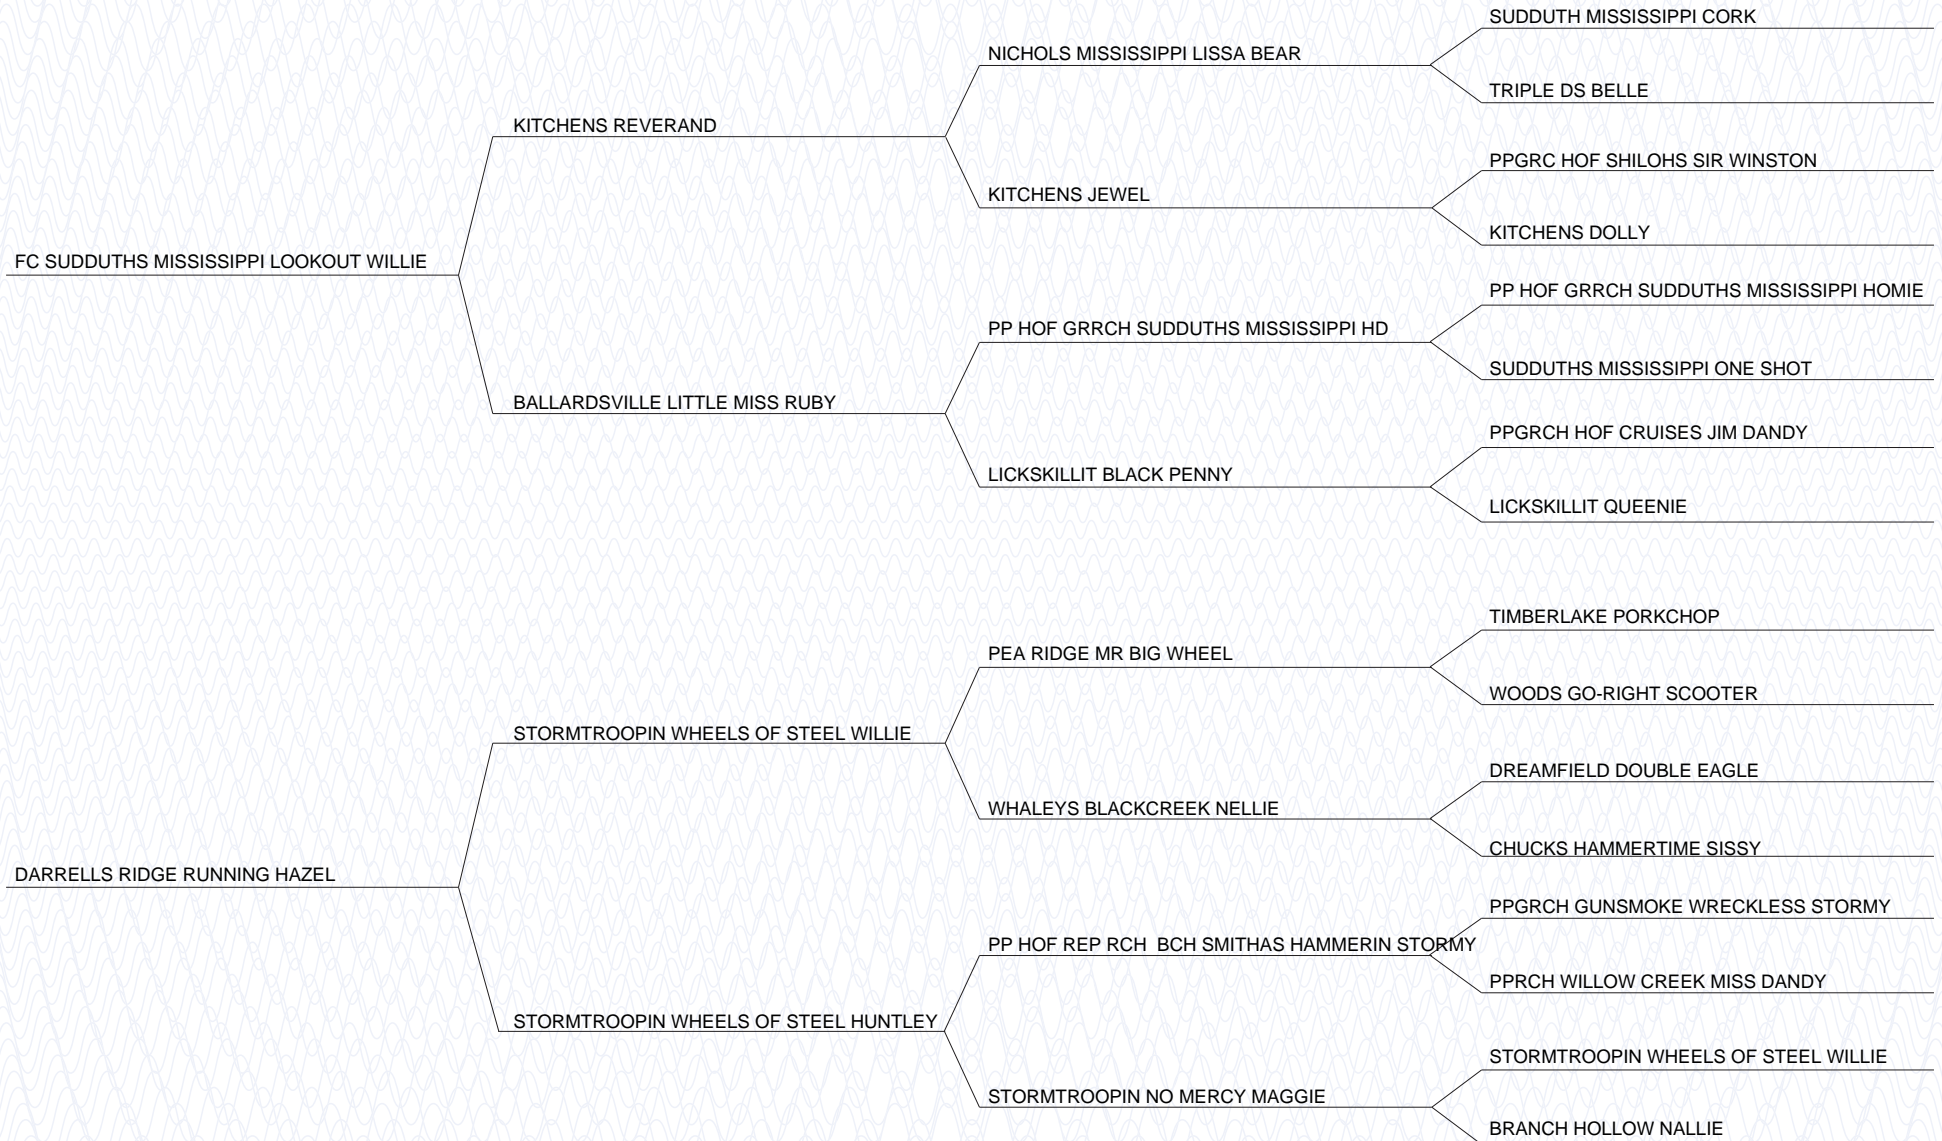 SUDDUTH MISSISSIPPI CORK
NICHOLS MISSISSIPPI LISSA BEAR
TRIPLE DS BELLE
KITCHENS REVERAND
PPGRC HOF SHILOHS SIR WINSTON
KITCHENS JEWEL
KITCHENS DOLLY
FC SUDDUTHS MISSISSIPPI LOOKOUT WILLIE
PP HOF GRRCH SUDDUTHS MISSISSIPPI HOMIE
PP HOF GRRCH SUDDUTHS MISSISSIPPI HD
SUDDUTHS MISSISSIPPI ONE SHOT
BALLARDSVILLE LITTLE MISS RUBY
PPGRCH HOF CRUISES JIM DANDY
LICKSKILLIT BLACK PENNY
LICKSKILLIT QUEENIE
TIMBERLAKE PORKCHOP
PEA RIDGE MR BIG WHEEL
WOODS GO-RIGHT SCOOTER
STORMTROOPIN WHEELS OF STEEL WILLIE
DREAMFIELD DOUBLE EAGLE
WHALEYS BLACKCREEK NELLIE
CHUCKS HAMMERTIME SISSY
DARRELLS RIDGE RUNNING HAZEL
PPGRCH GUNSMOKE WRECKLESS STORMY
PP HOF REP RCH  BCH SMITHAS HAMMERIN STORMY
PPRCH WILLOW CREEK MISS DANDY
STORMTROOPIN WHEELS OF STEEL HUNTLEY
STORMTROOPIN WHEELS OF STEEL WILLIE
STORMTROOPIN NO MERCY MAGGIE
BRANCH HOLLOW NALLIE